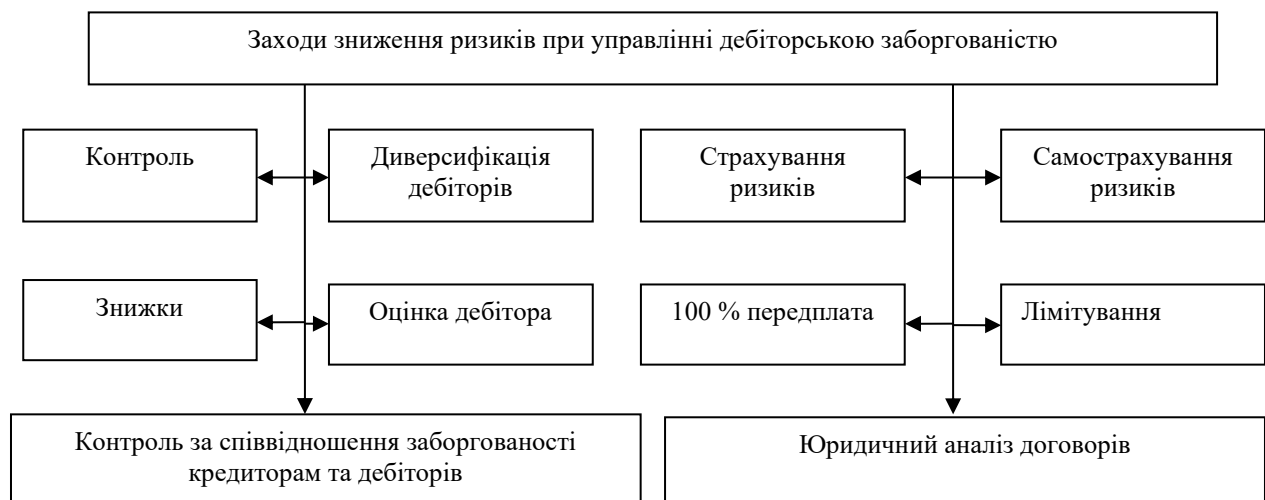 Заходи зниження ризиків при управлінні дебіторською заборгованістю
Контроль
Диверсифікація
дебіторів
Страхування
ризиків
Самострахування
ризиків
Знижки
Оцінка дебітора
100 % передплата
Лімітування
Контроль за співвідношення заборгованості
кредиторам та дебіторів
Юридичний аналіз договорів